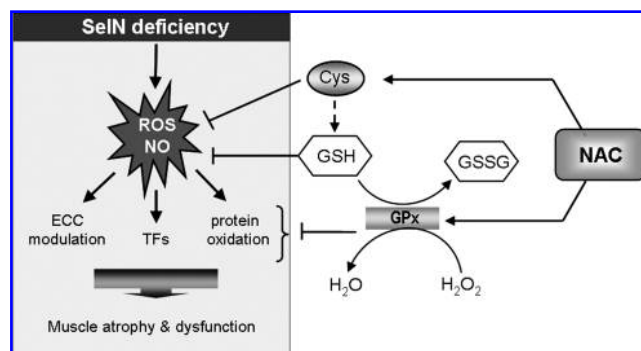 SelN deficiency
Cys
ROS
NO
GSH
GSSG
NAC
ECC
modulation
TFs
protein
oxidation
GPx
H₂O
H₂O₂
Muscle atrophy & dysfunction